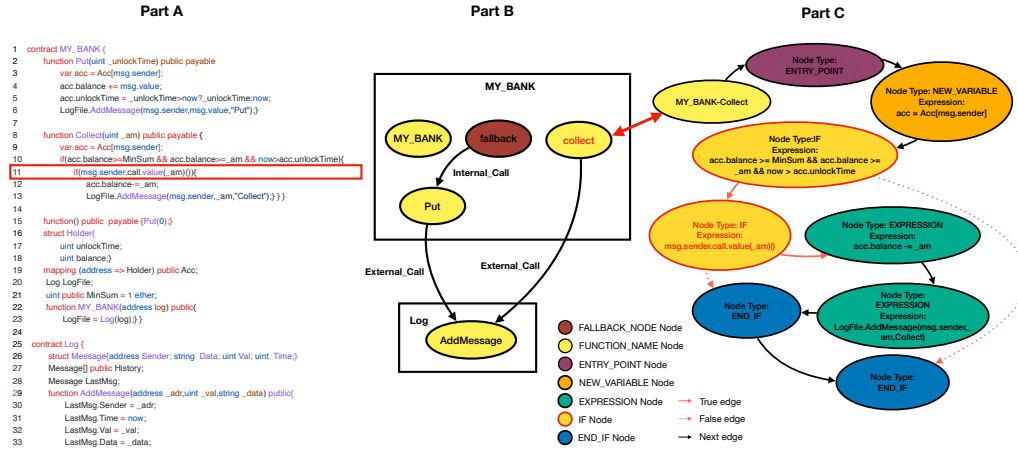 Part A
Part B
Part C
1 contract MY_BANK {
2 function Put(uint _unlockTime) public payable
3 var acc = Acc[msg.sender];
4 acc.balance += msg.value;
5 acc.unlockTime = _unlockTime>now?_unlockTime:now;
6 LogFile.AddMessage(msg.sender,msg.value,"Put");}
7
8 function Collect(uint _am) public payable {
9 var acc = Acc[msg.sender];
10 if(acc.balance>=MinSum && acc.balance>=_am && now>acc.unlockTime){
11 if(msg.sender.call.value(_am)()){
12 acc.balance-=_am;
13 LogFile.AddMessage(msg.sender,_am,"Collect");} } }
14
15 function() public payable {Put(0);}
16 struct Holder{
17 uint unlockTime;
18 uint balance;}
19 mapping (address => Holder) public Acc;
20 Log LogFile;
21 uint public MinSum = 1 ether;
22 function MY_BANK(address log) public{
23 LogFile = Log(log);} }
24
25 contract Log {
26 struct Message{address Sender; string Data; uint Val; uint Time;}
27 Message[] public History;
28 Message LastMsg;
29 function AddMessage(address _adr,uint _val,string _data) public{
30 LastMsg.Sender = _adr;
31 LastMsg.Time = now;
32 LastMsg.Val = _val;
33 LastMsg.Data = _data;
MY_BANK
MY_BANK
fallback
collect
Internal_Call
Put
External_Call
External_Call
Log
AddMessage
Node Type:
ENTRY_POINT
MY_BANK-Collect
Node Type: NEW_VARIABLE
Expression:
acc = Acc[msg.sender]
Node Type:IF
Expression:
acc.balance >= MinSum && acc.balance >=
_am && now > acc.unlockTime
Node Type: IF
Expression:
msg.sender.call.value(_am)()
Node Type: EXPRESSION
Expression:
acc.balance -= _am
Node Type:
END_IF
Node Type:
EXPRESSION
Expression:
LogFile.AddMessage(msg.sender,_
am,Collect)
Node Type:
END_IF
FALLBACK_NODE Node
FUNCTION_NAME Node
ENTRY_POINT Node
NEW_VARIABLE Node
EXPRESSION Node
IF Node
END_IF Node
True edge
False edge
Next edge